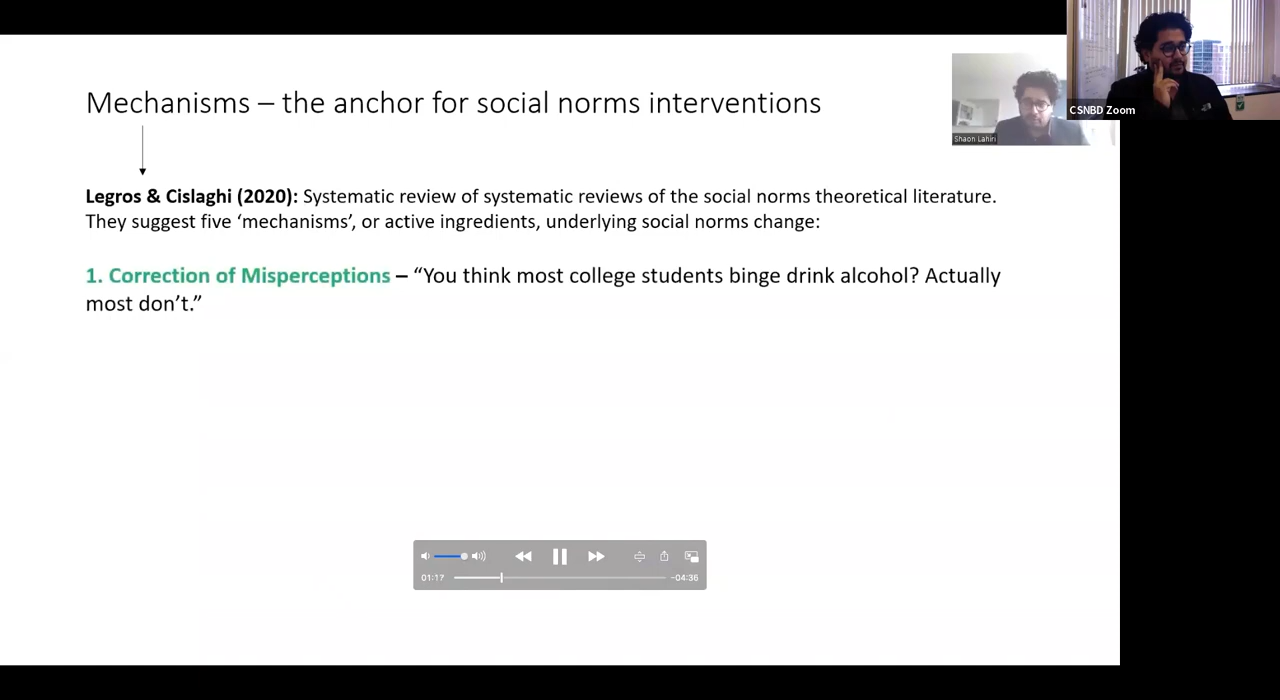 Mechanisms – the anchor for social norms interventions
CSNBD Zoom
Shaon Lahiri
Legros & Cislaghi (2020): Systematic review of systematic reviews of the social norms theoretical literature.
They suggest five ‘mechanisms’, or active ingredients, underlying social norms change:
1. Correction of Misperceptions – “You think most college students binge drink alcohol? Actually
most don’t.”
01:17
-04:36